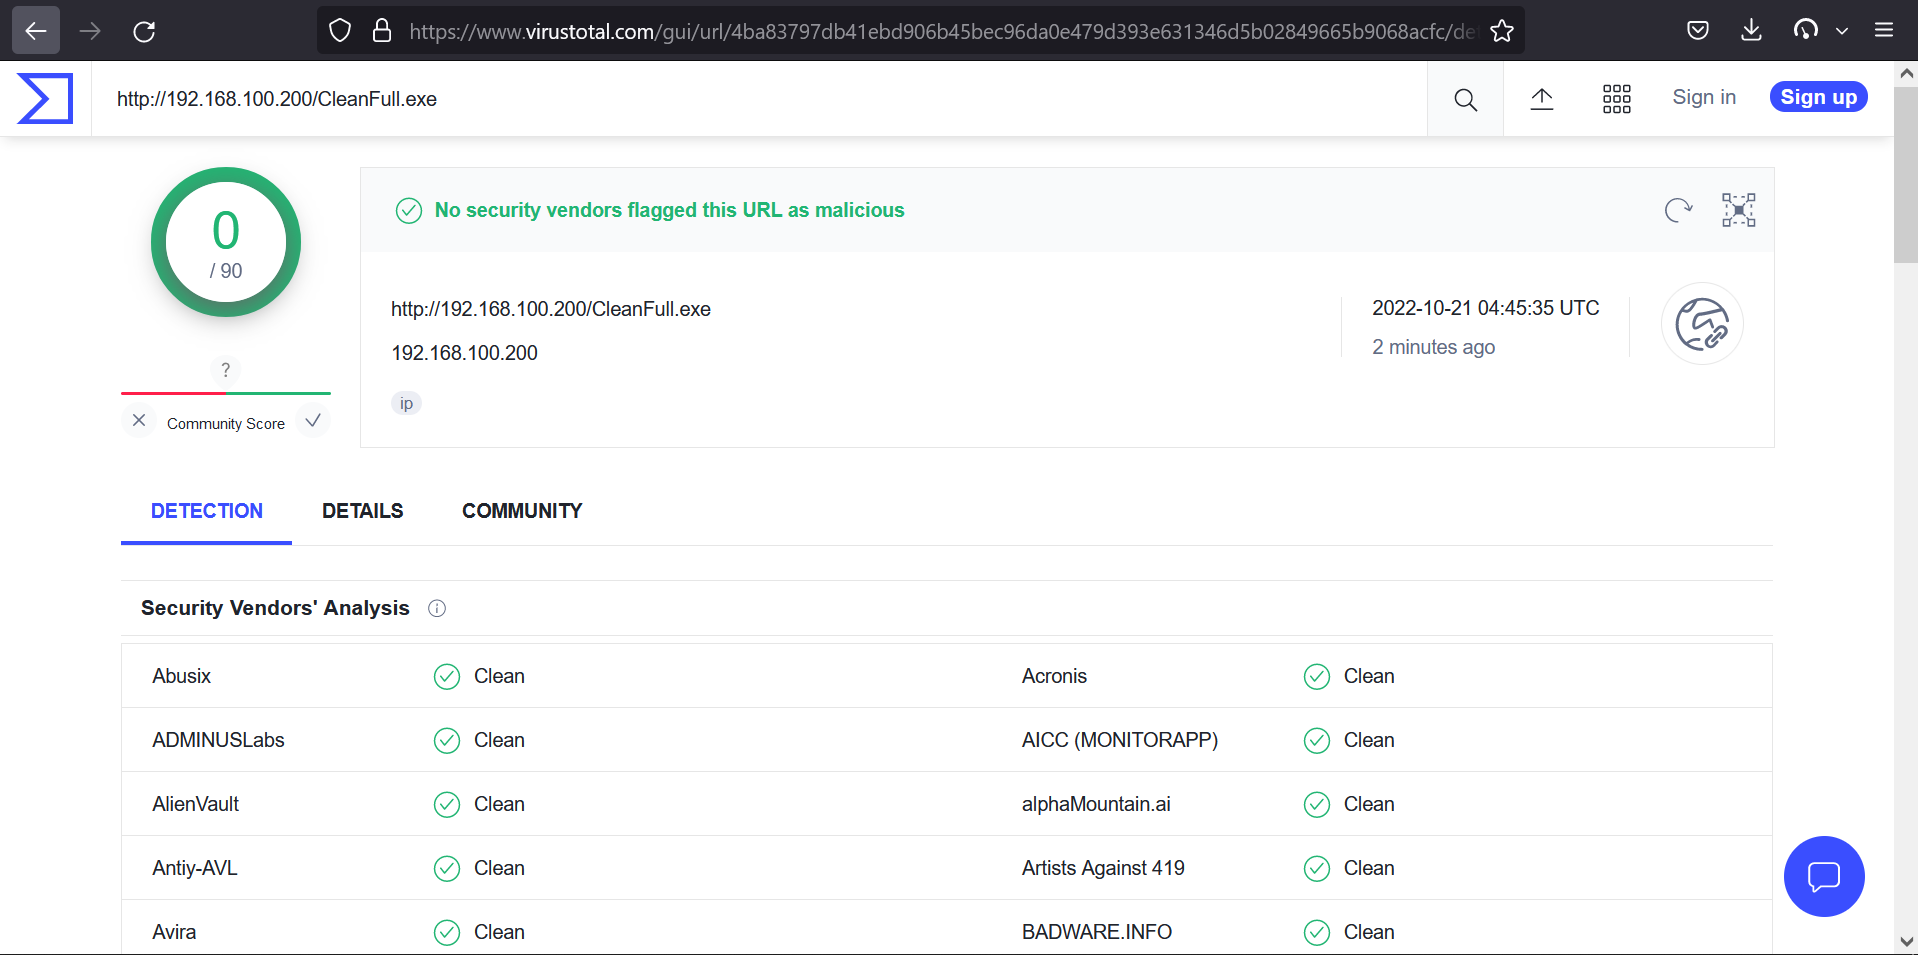 https://www.virustotal.com/gui/url/4ba83797db41ebd906b45bec96da0e479d393e631346d5b02849665b9068acfc/de
http://192.168.100.200/CleanFull.exe
Sign in
Sign up
0
/ 90
No security vendors flagged this URL as malicious
http://192.168.100.200/CleanFull.exe
192.168.100.200
ip
2022-10-21 04:45:35 UTC
2 minutes ago
?
Community Score
DETECTION DETAILS COMMUNITY
Security Vendors' Analysis
Abusix Clean Acronis Clean
ADMINUSLabs Clean AICC (MONITORAPP) Clean
AlienVault Clean alphaMountain.ai Clean
Antiy-AVL Clean Artists Against 419 Clean
Avira Clean BADWARE.INFO Clean